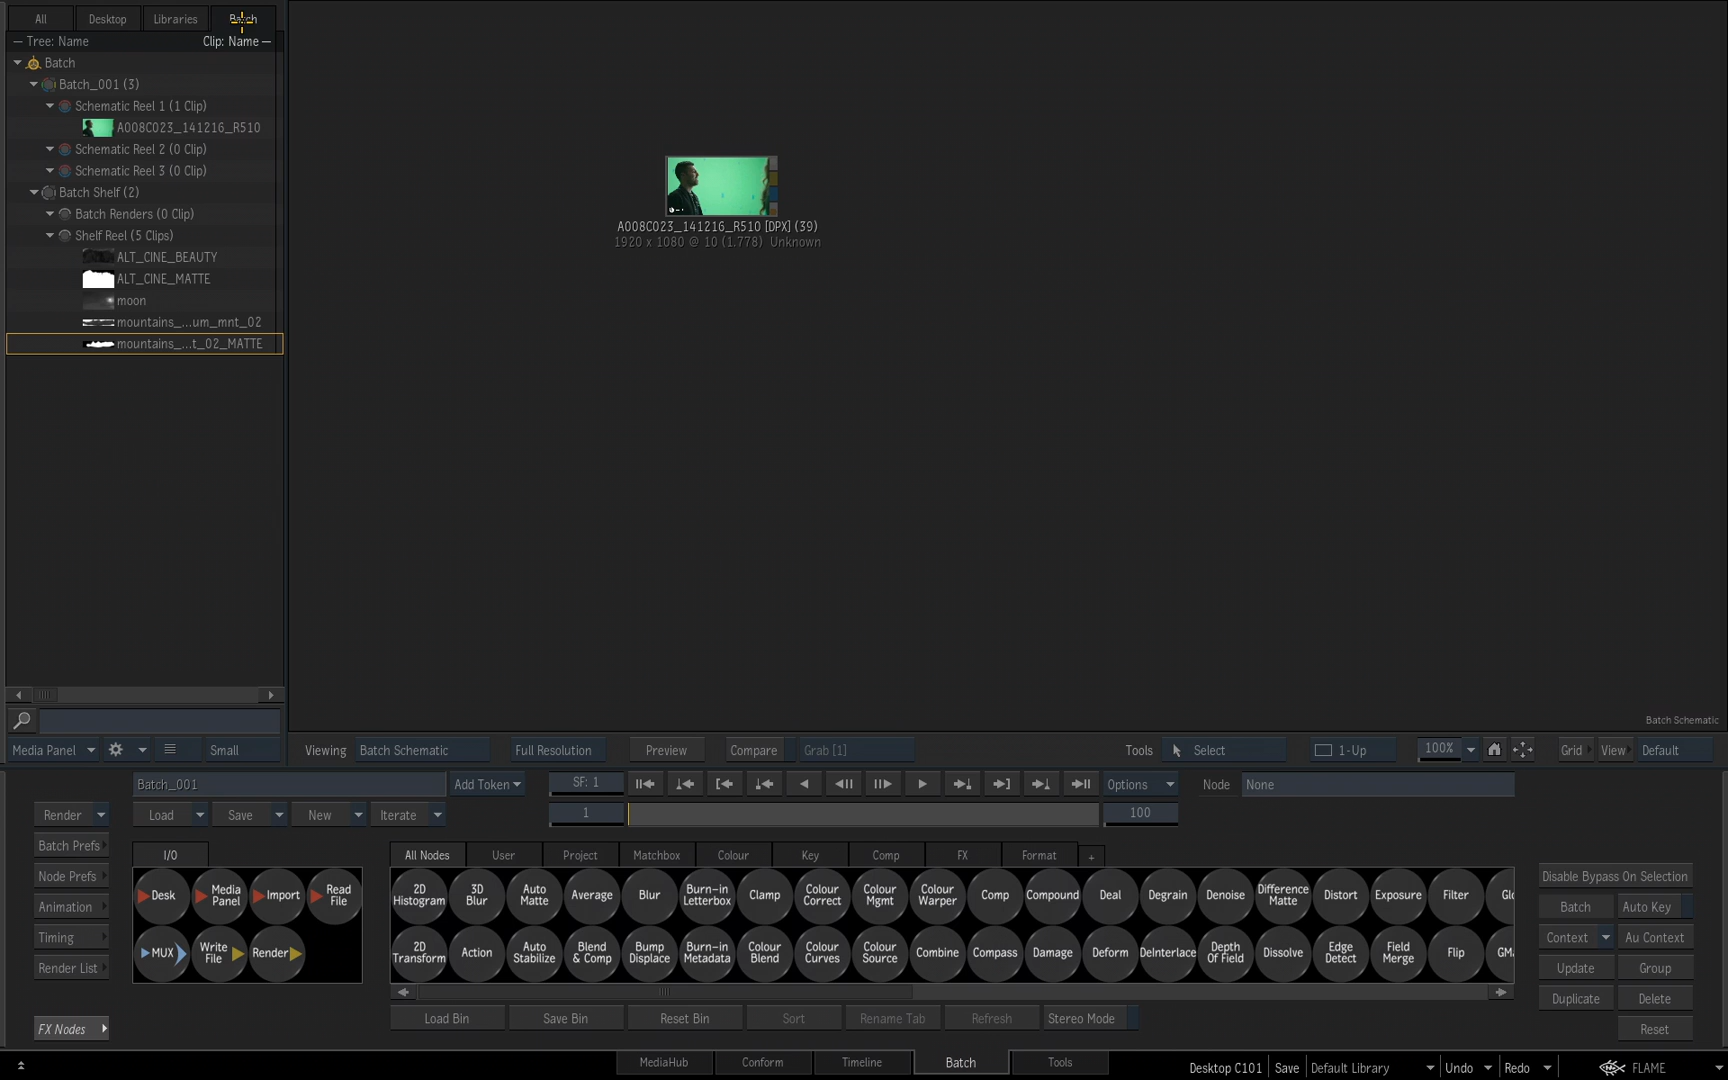 All Desktop Libraries Batch
Tree: Name Clip: Name
Batch
Batch_001 (3)
Schematic Reel 1 (1 Clip)
A008C023_141216_R510
Schematic Reel 2 (0 Clip)
Schematic Reel 3 (0 Clip)
Batch Shelf (2)
Batch Renders (0 Clip)
Shelf Reel (5 Clips)
ALT_CINE_BEAUTY
ALT_CINE_MATTE
moon
mountains_...um_mnt_02
mountains_...t_02_MATTE
A008C023_141216_R510 [DPX] (39)
1920 x 1080 @ 10 (1.778) Unknown
Batch Schematic
Media Panel Small Viewing Batch Schematic Full Resolution Preview Compare Grab [1] Tools Select 1-Up 100% Grid View Default
Batch_001 Add Token SF: 1 Options Node None
Render Load Save New Iterate 1 100
Batch Prefs
Node Prefs
Animation
Timing
Render List
FX Nodes
I/O
Desk Media Panel Import Read File
MUX Write File Render
All Nodes User Project Matchbox Colour Key Comp FX Format +
2D Histogram 3D Blur Auto Matte Average Blur Burn-in Letterbox Clamp Colour Correct Colour Mgmt Colour Warper Comp Compound Deal Degrain Denoise Difference Matte Distort Exposure Filter Glo
2D Transform Action Auto Stabilize Blend & Comp Bump Displace Burn-in Metadata Colour Blend Colour Curves Colour Source Combine Compass Damage Deform DeInterlace Depth Of Field Dissolve Edge Detect Field Merge Flip GMa
Load Bin Save Bin Reset Bin Sort Rename Tab Refresh Stereo Mode
Disable Bypass On Selection
Batch Auto Key
Context Au Context
Update Group
Duplicate Delete
Reset
MediaHub Conform Timeline Batch Tools Desktop C101 Save Default Library Undo Redo FLAME